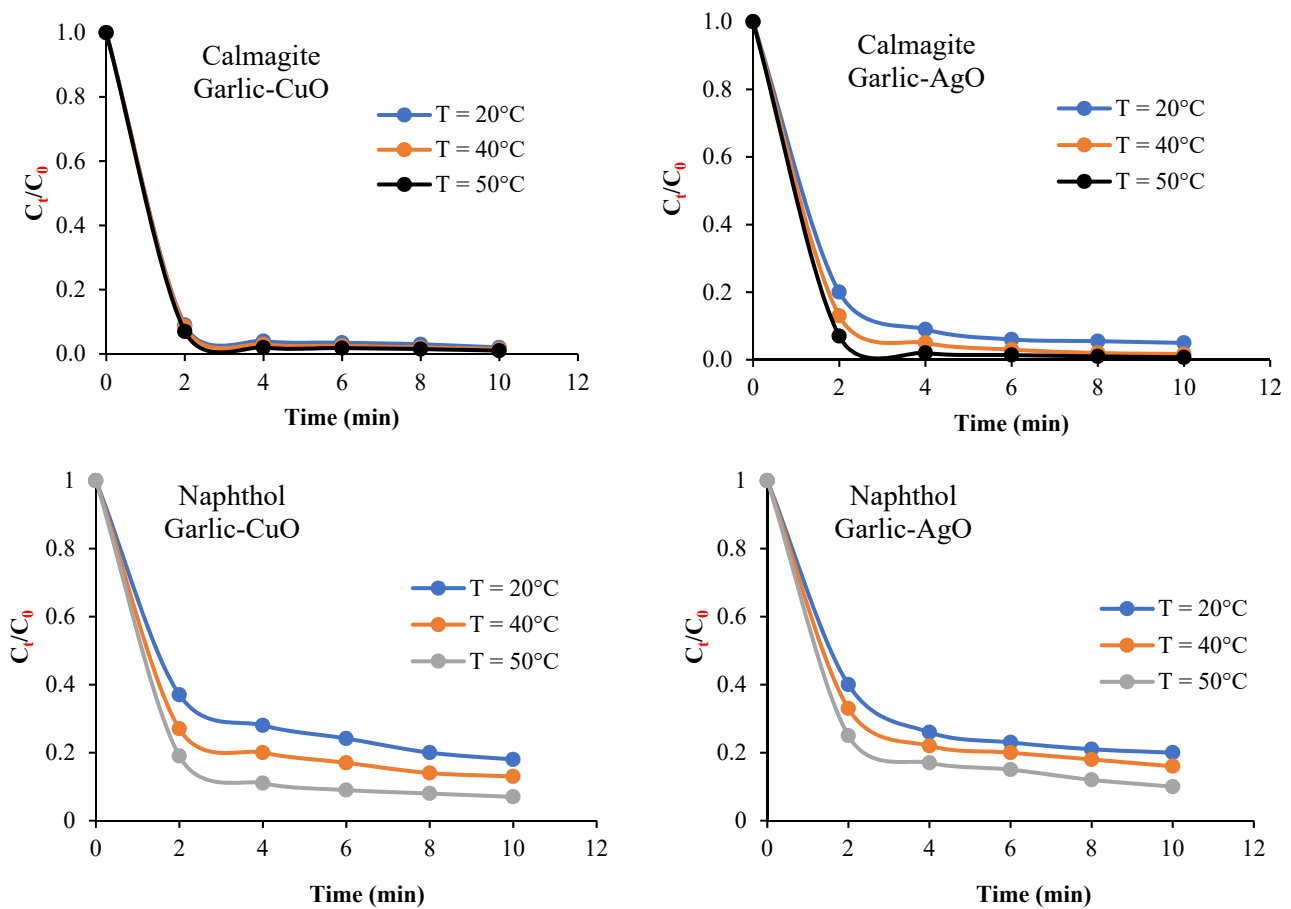 Calmagite
Garlic-CuO
T = 20°C
T = 40°C
T = 50°C
1.0
0.8
0.6
0.4
0.2
0.0
Ct/C0
0 2 4 6 8 10 12
Time (min)
Calmagite
Garlic-AgO
T = 20°C
T = 40°C
T = 50°C
1.0
0.8
0.6
0.4
0.2
0.0
Ct/C0
0 2 4 6 8 10 12
Time (min)
Naphthol
Garlic-CuO
T = 20°C
T = 40°C
T = 50°C
1
0.8
0.6
0.4
0.2
0
Ct/C0
0 2 4 6 8 10 12
Time (min)
Naphthol
Garlic-AgO
T = 20°C
T = 40°C
T = 50°C
1
0.8
0.6
0.4
0.2
0
Ct/C0
0 2 4 6 8 10 12
Time (min)